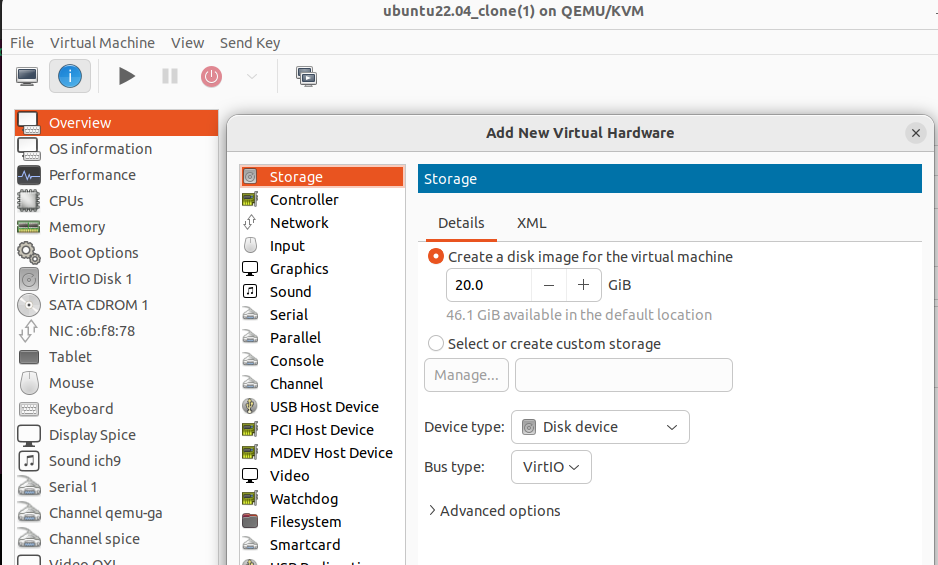 ubuntu22.04_clone(1) on QEMU/KVM
File Virtual Machine View Send Key
Overview
OS information
Performance
CPUs
Memory
Boot Options
VirtIO Disk 1
SATA CDROM 1
NIC :6b:f8:78
Tablet
Mouse
Keyboard
Display Spice
Sound ich9
Serial 1
Channel qemu-ga
Channel spice
Add New Virtual Hardware
Storage
Controller
Network
Input
Graphics
Sound
Serial
Parallel
Console
Channel
USB Host Device
PCI Host Device
MDEV Host Device
Video
Watchdog
Filesystem
Smartcard
Storage
Details XML
Create a disk image for the virtual machine
20.0 − + GiB
46.1 GiB available in the default location
Select or create custom storage
Manage...
Device type: Disk device
Bus type: VirtIO
Advanced options